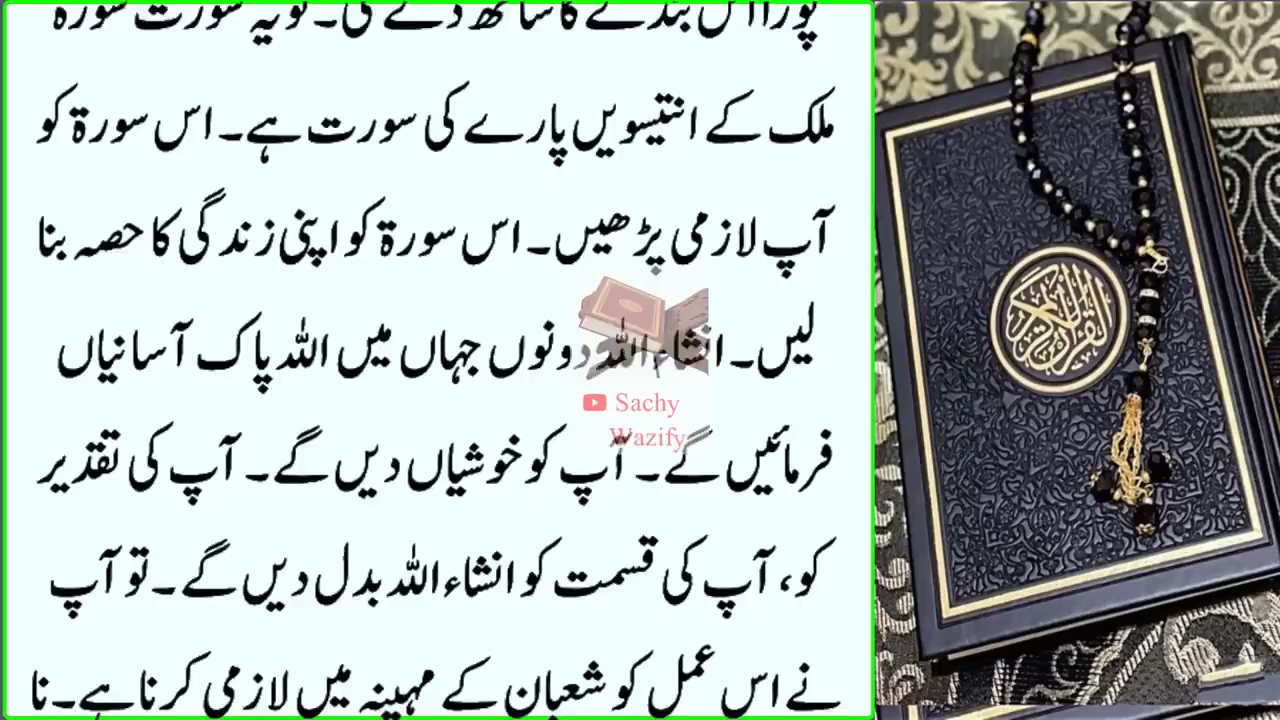 پورا اس بندے کا ساتھ دے گی۔ تو یہ سورت سورۃ
ملک کے انتیسویں پارے کی سورت ہے۔ اس سورۃ کو
آپ لازمی پڑھیں۔ اس سورۃ کو اپنی زندگی کا حصہ بنا
لیں۔ انشاء اللہ دونوں جہاں میں اللہ پاک آسانیاں
فرمائیں گے۔ آپ کو خوشیاں دیں گے۔ آپ کی تقدیر
کو، آپ کی قسمت کو انشاء اللہ بدل دیں گے۔ تو آپ
نے اس عمل کو شعبان کے مہینہ میں لازمی کرنا ہے۔ نا
Sachy
Wazify
القرآن الكريم